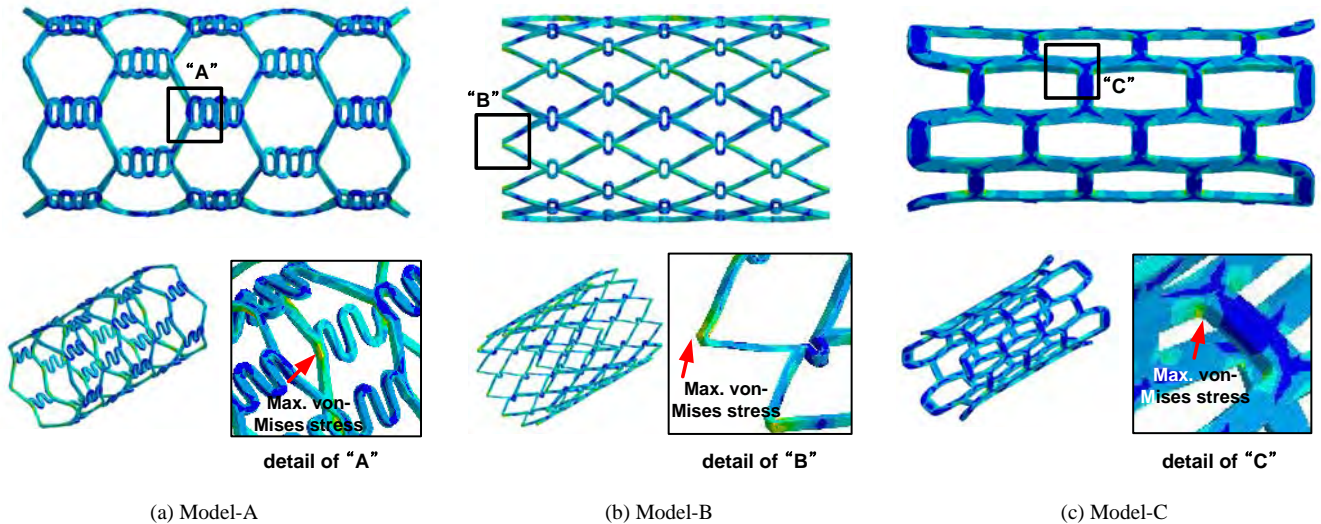 “A”
“B”
“C”
Max. von-
Mises stress
detail of “A”
Max. von-
Mises stress
detail of “B”
Max. von-
Mises stress
detail of “C”
(a) Model-A
(b) Model-B
(c) Model-C